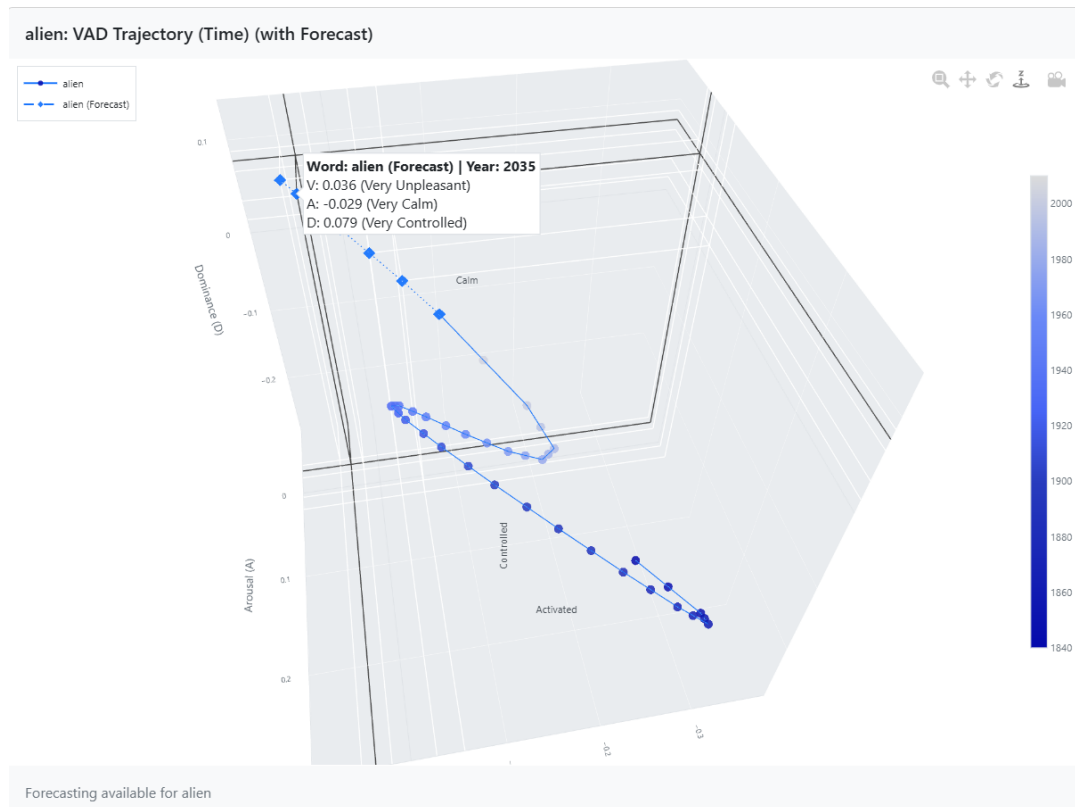 alien: VAD Trajectory (Time) (with Forecast)
alien
alien (Forecast)
Word: alien (Forecast) | Year: 2035
V: 0.036 (Very Unpleasant)
A: -0.029 (Very Calm)
D: 0.079 (Very Controlled)
Z
0.1
0
−0.1
−0.2
Dominance (D)
0
0.1
0.2
Arousal (A)
−0.2
−0.3
Calm
Controlled
Activated
2000
1980
1960
1940
1920
1900
1880
1860
1840
Forecasting available for alien